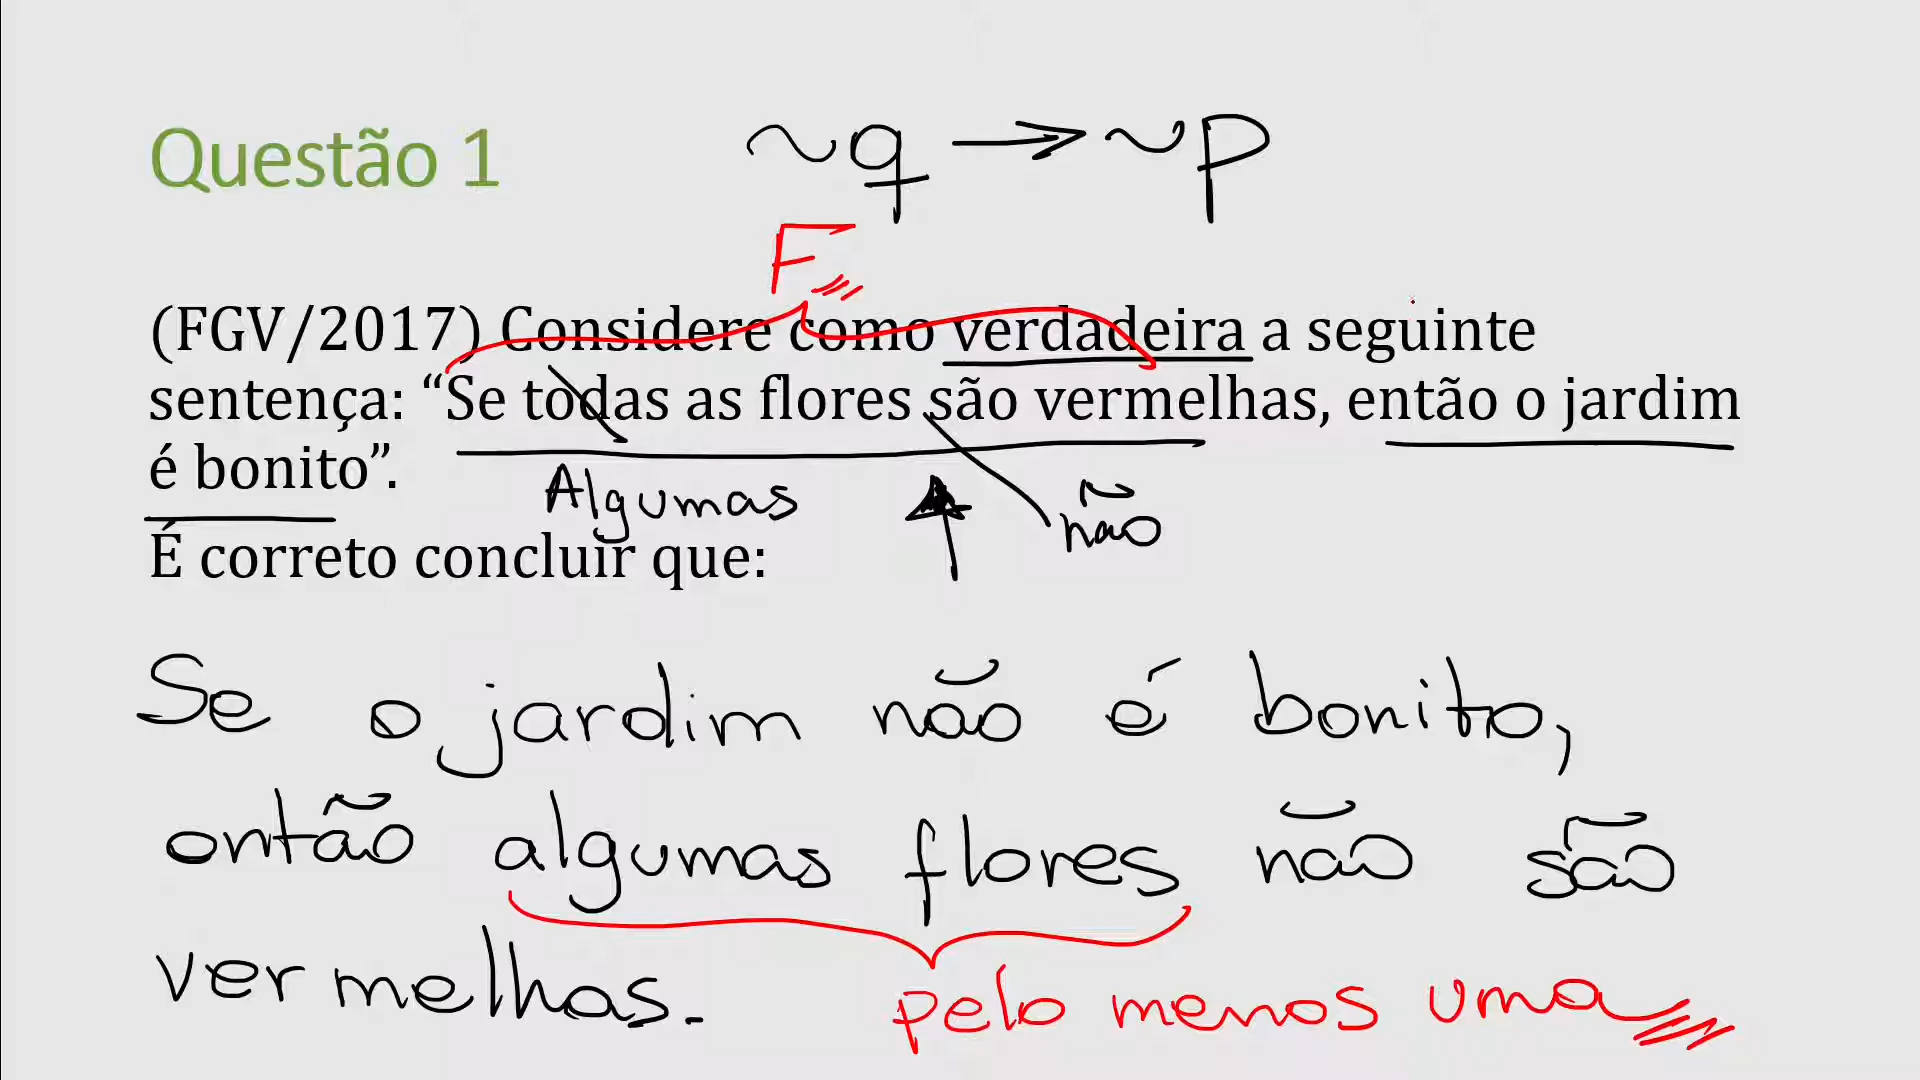 Questão 1
~q → ~p
F
(FGV/2017) Considere como verdadeira a seguinte
sentença: “Se todas as flores são vermelhas, então o jardim
é bonito”.
Algumas
não
É correto concluir que:
Se o jardim não é bonito,
então algumas flores não são
vermelhas.
pelo menos uma